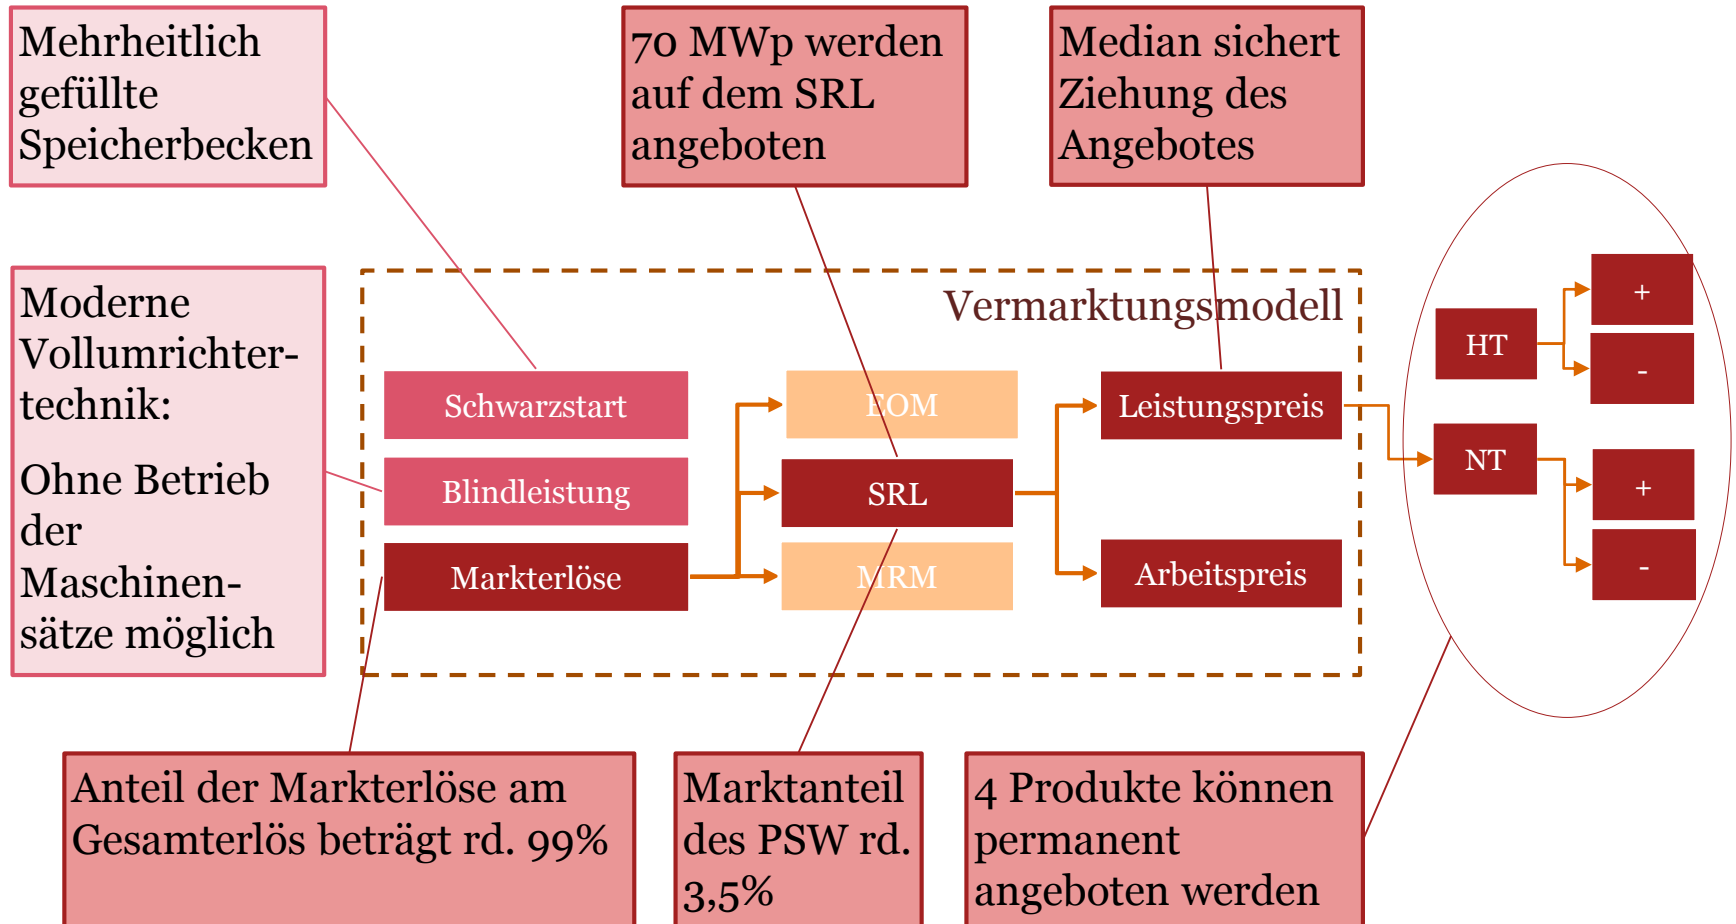 Mehrheitlich
gefüllte
Speicherbecken
70 MWp werden
auf dem SRL
angeboten
Median sichert
Ziehung des
Angebotes
Moderne
Vollumrichter-
technik:
Ohne Betrieb
der
Maschinen-
sätze möglich
Vermarktungsmodell
Schwarzstart
Blindleistung
Markterlöse
EOM
SRL
MRM
Leistungspreis
Arbeitspreis
HT
+
-
NT
+
-
Anteil der Markterlöse am
Gesamterlös beträgt rd. 99%
Marktanteil
des PSW rd.
3,5%
4 Produkte können
permanent
angeboten werden